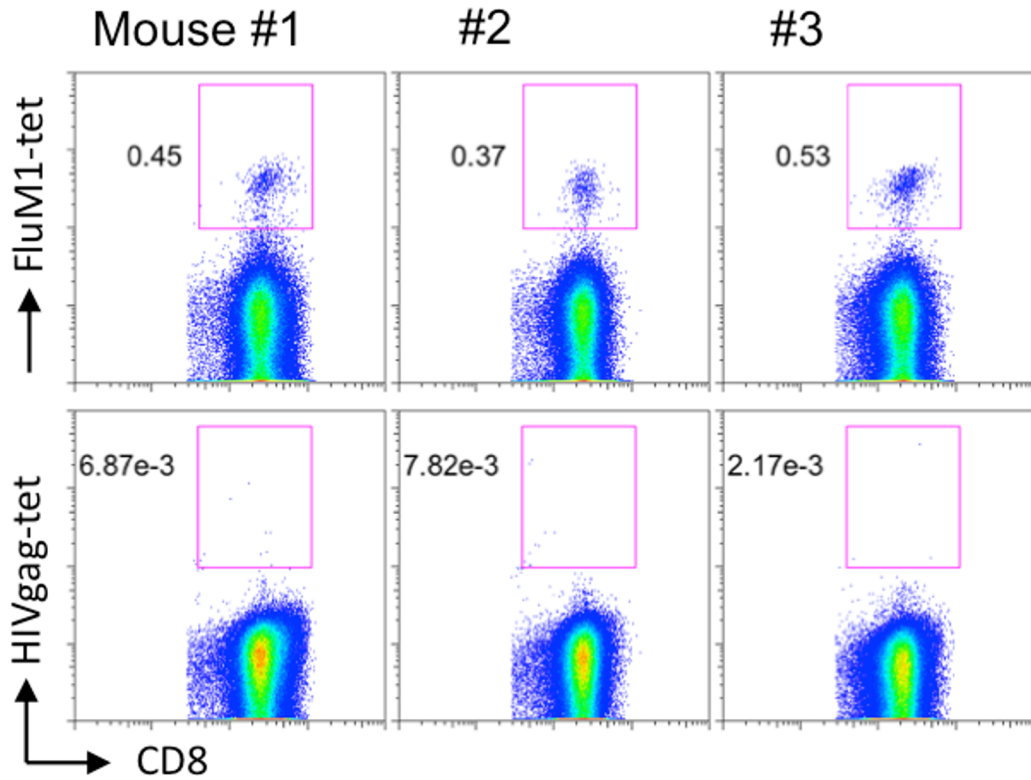 Mouse #1 #2 #3
FluM1-tet
0.45 0.37 0.53
HIVgag-tet
6.87e-3 7.82e-3 2.17e-3
CD8